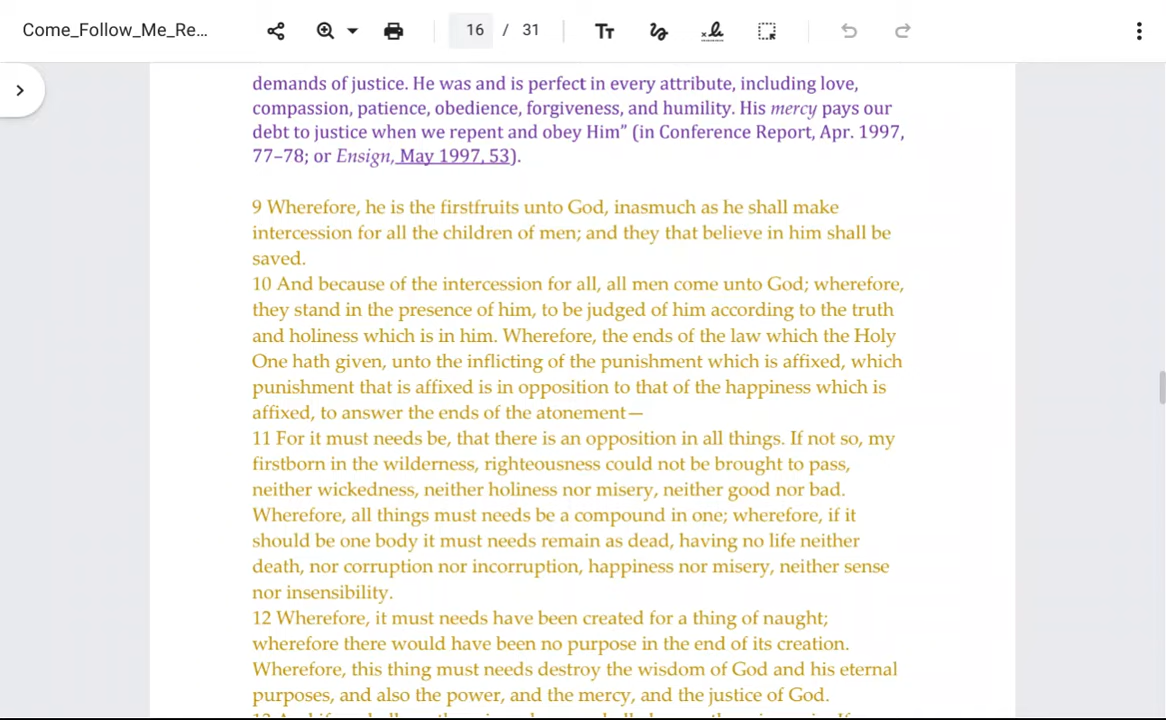 Come_Follow_Me_Re...
16 / 31
demands of justice. He was and is perfect in every attribute, including love,
compassion, patience, obedience, forgiveness, and humility. His mercy pays our
debt to justice when we repent and obey Him” (in Conference Report, Apr. 1997,
77–78; or Ensign, May 1997, 53).
9 Wherefore, he is the firstfruits unto God, inasmuch as he shall make
intercession for all the children of men; and they that believe in him shall be
saved.
10 And because of the intercession for all, all men come unto God; wherefore,
they stand in the presence of him, to be judged of him according to the truth
and holiness which is in him. Wherefore, the ends of the law which the Holy
One hath given, unto the inflicting of the punishment which is affixed, which
punishment that is affixed is in opposition to that of the happiness which is
affixed, to answer the ends of the atonement—
11 For it must needs be, that there is an opposition in all things. If not so, my
firstborn in the wilderness, righteousness could not be brought to pass,
neither wickedness, neither holiness nor misery, neither good nor bad.
Wherefore, all things must needs be a compound in one; wherefore, if it
should be one body it must needs remain as dead, having no life neither
death, nor corruption nor incorruption, happiness nor misery, neither sense
nor insensibility.
12 Wherefore, it must needs have been created for a thing of naught;
wherefore there would have been no purpose in the end of its creation.
Wherefore, this thing must needs destroy the wisdom of God and his eternal
purposes, and also the power, and the mercy, and the justice of God.